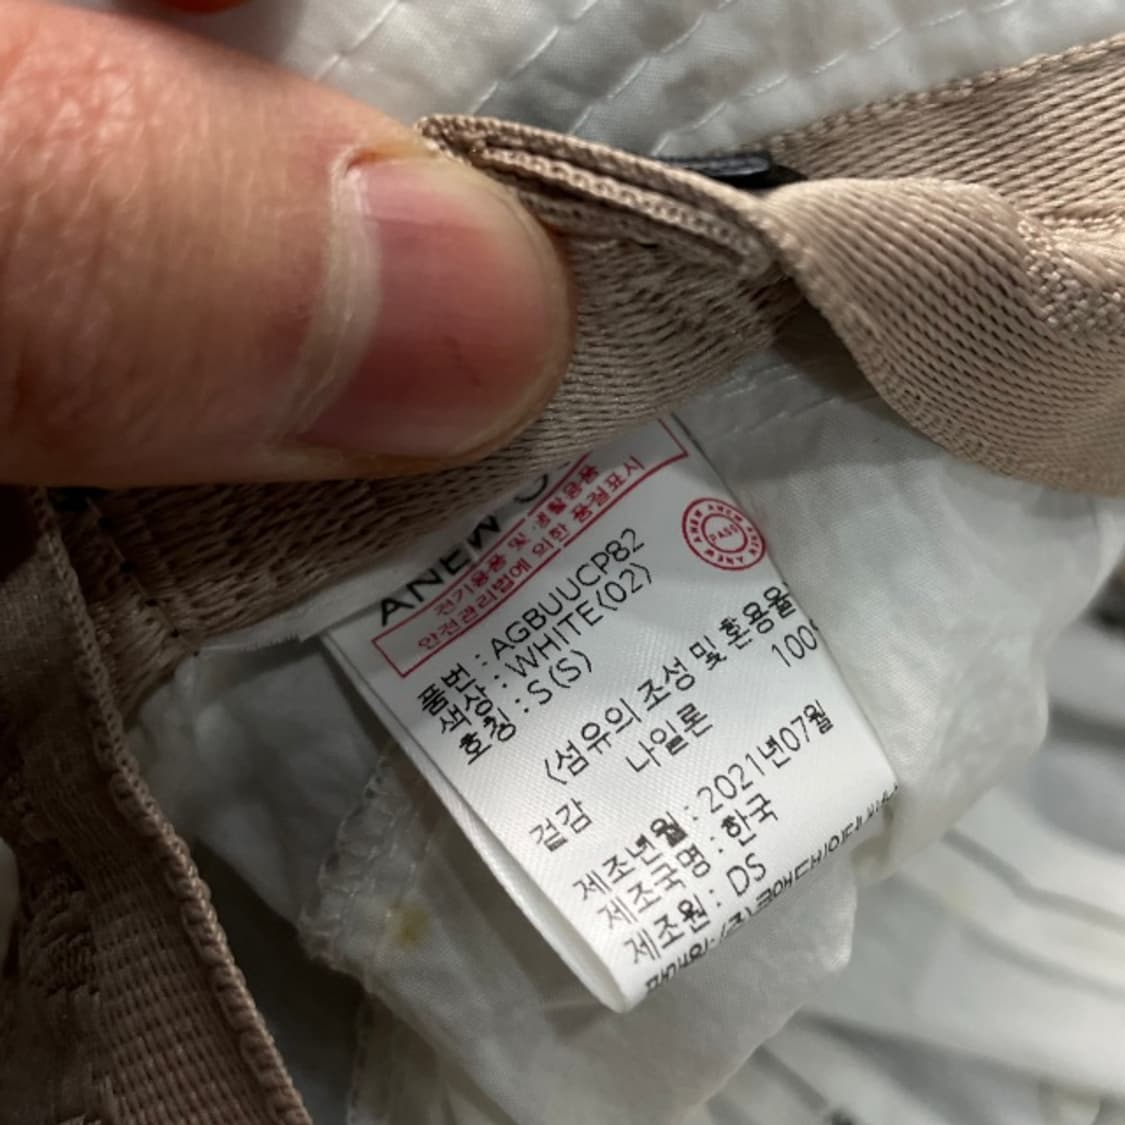 ANEW
전기용품 및 생활용품
안전관리법에 의한 품질표시
PASS
품번 : AGBUUCP82
색상 : WHITE(02)
호칭 : S(S)
(섬유의 조성 및 혼용율
겉감 나일론 100
제조년월 : 2021년07월
제조국명 : 한국
제조원 : DS